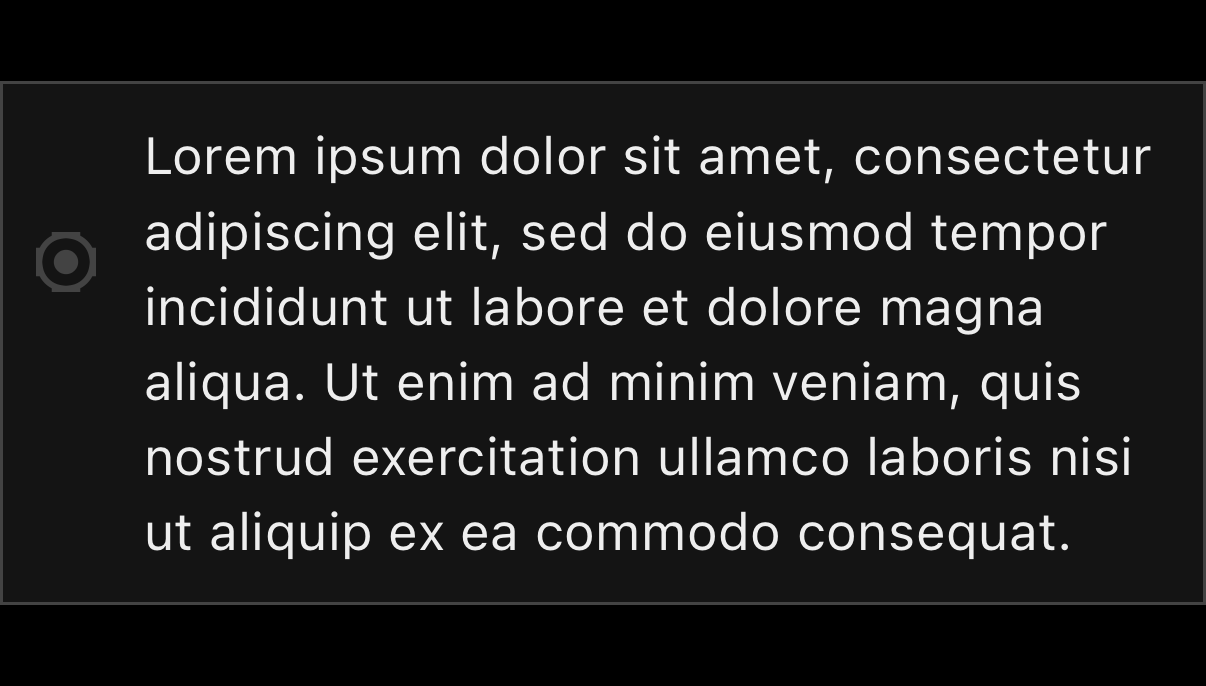 Lorem ipsum dolor sit amet, consectetur
adipiscing elit, sed do eiusmod tempor
incididunt ut labore et dolore magna
aliqua. Ut enim ad minim veniam, quis
nostrud exercitation ullamco laboris nisi
ut aliquip ex ea commodo consequat.